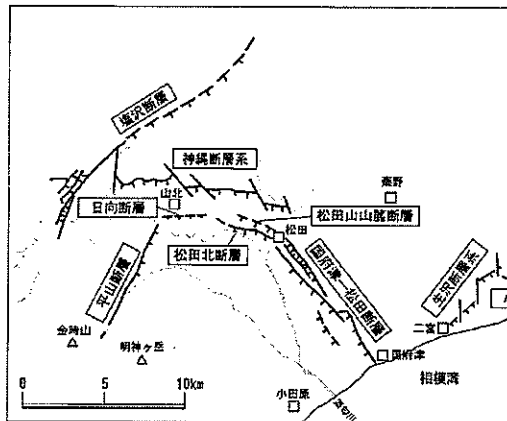 塩沢断層
神縄断層系
秦野
山北
日向断層
松田山山麓断層
松田
松田北断層
国府津－松田断層
平山断層
生沢断層系
二宮
金時山
明神ヶ岳
国府津
相模湾
0 5 10km
小田原